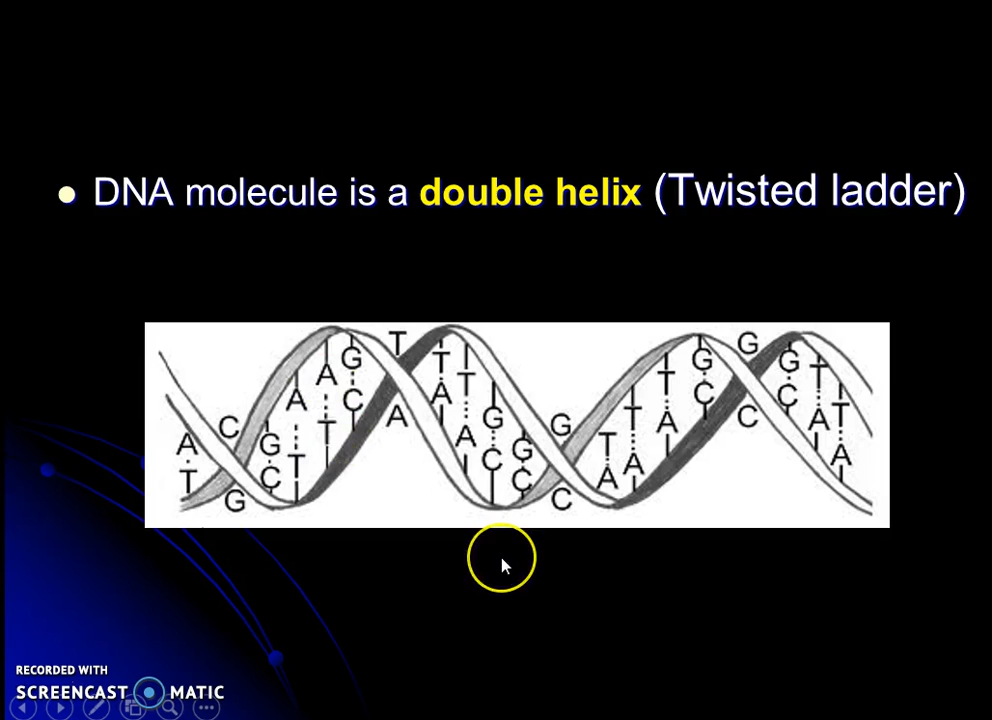 DNA molecule is a double helix (Twisted ladder)
A C G A A G T T T G G T T G G G T T
T G C T T C A A A C C C A A A C C C A A
RECORDED WITH
SCREENCAST MATIC